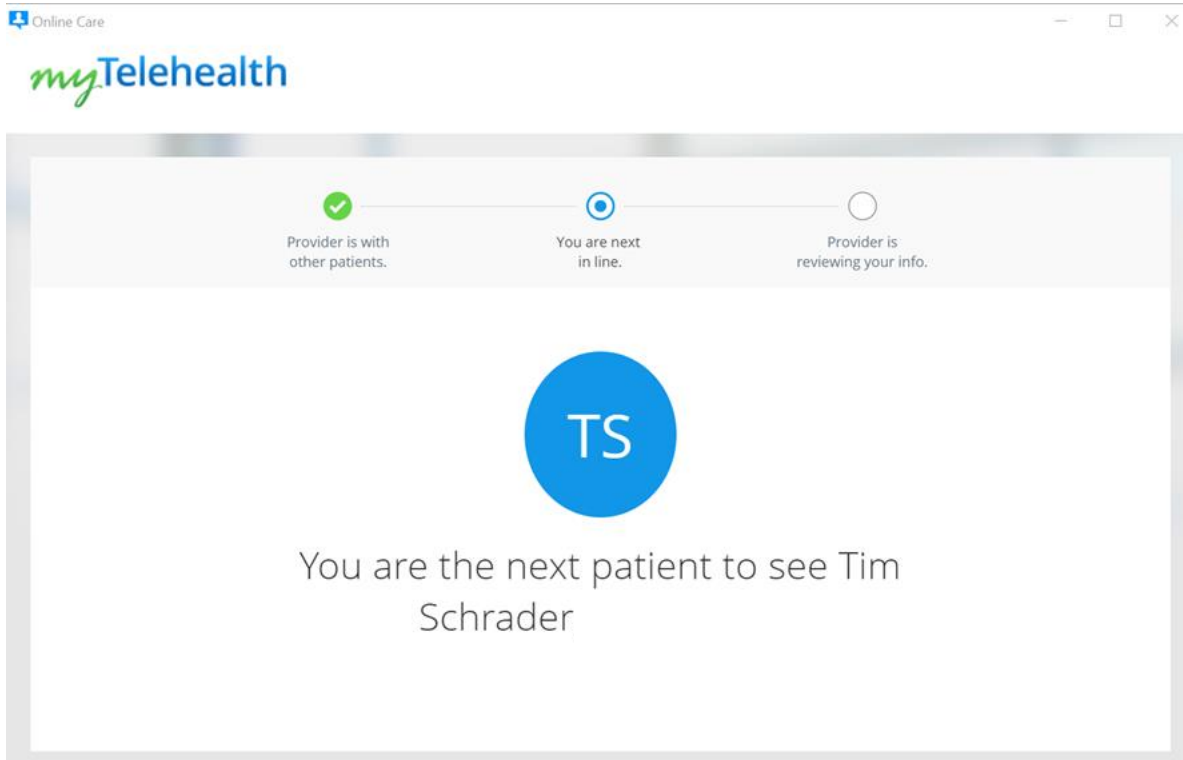 Online Care
myTelehealth
Provider is with
other patients.
You are next
in line.
Provider is
reviewing your info.
TS
You are the next patient to see Tim
Schrader